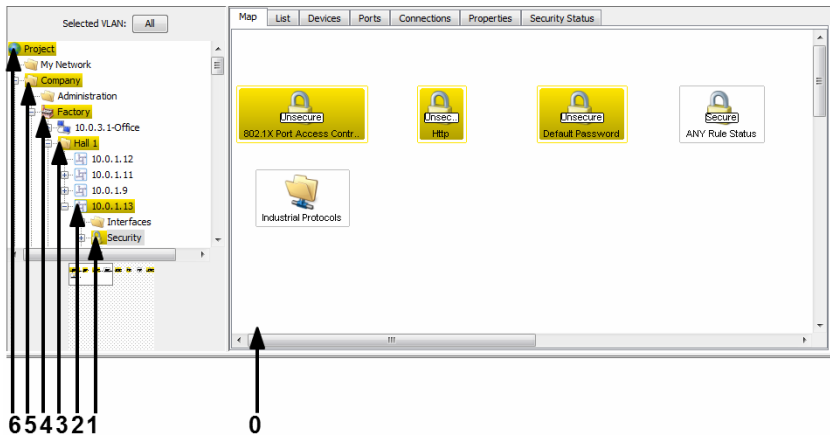 Selected VLAN: All
Map List Devices Ports Connections Properties Security Status
Project
My Network
Company
Administration
Factory
10.0.3.1-Office
Hall 1
10.0.1.12
10.0.1.11
10.0.1.9
10.0.1.13
Interfaces
Security
Unsecure
802.1X Port Access Contr...
Unsec...
Http
Unsecure
Default Password
Secure
ANY Rule Status
Industrial Protocols
6 5 4 3 2 1 0